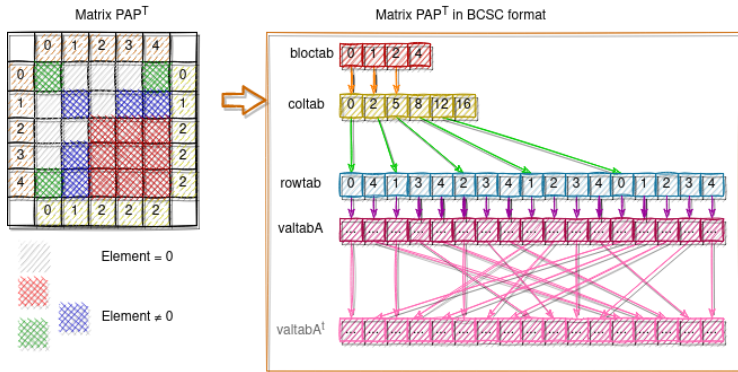 Matrix PAP^T
0 1 2 3 4
0 0
1 1
2 2
3 2
4 2
0 1 2 2 2
Element = 0
Element ≠ 0
Matrix PAP^T in BCSC format
bloctab 0 1 2 4
coltab 0 2 5 8 12 16
rowtab 0 4 1 3 4 2 3 4 1 2 3 4 0 1 2 3 4
valtabA ... ... ... ... ... ... ... ... ... ... ... ... ... ... ... ... ...
valtabA^t ... ... ... ... ... ... ... ... ... ... ... ... ... ... ... ... ...